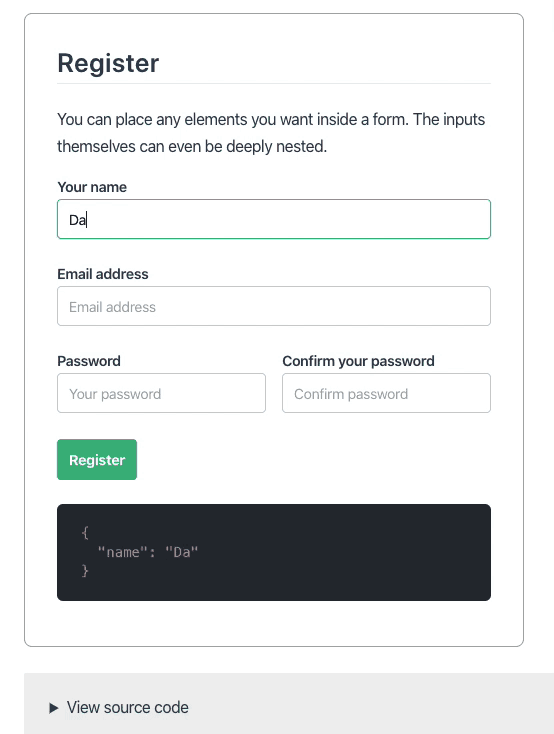 Register
You can place any elements you want inside a form. The inputs
themselves can even be deeply nested.
Your name
Da
Email address
Email address
Password Confirm your password
Your password Confirm password
Register
{
"name": "Da"
}
View source code